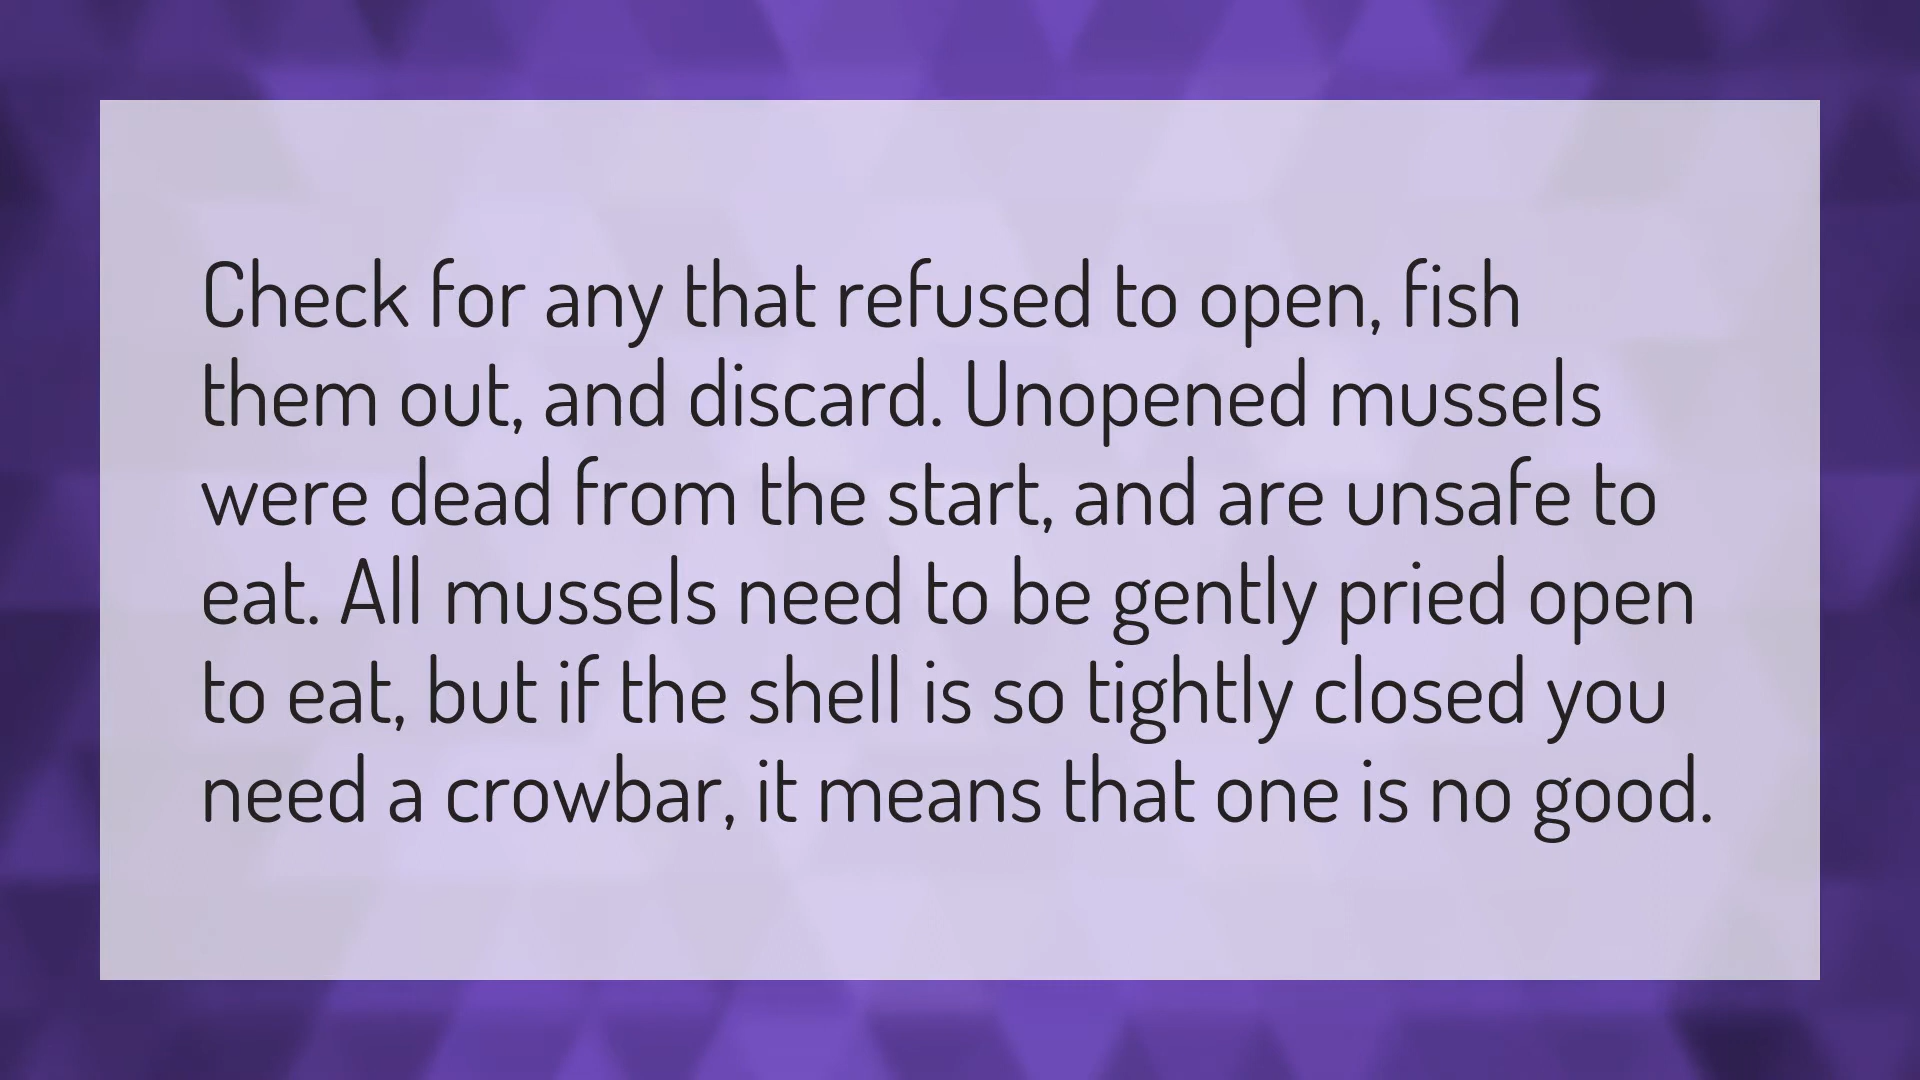 Check for any that refused to open, fish
them out, and discard. Unopened mussels
were dead from the start, and are unsafe to
eat. All mussels need to be gently pried open
to eat, but if the shell is so tightly closed you
need a crowbar, it means that one is no good.